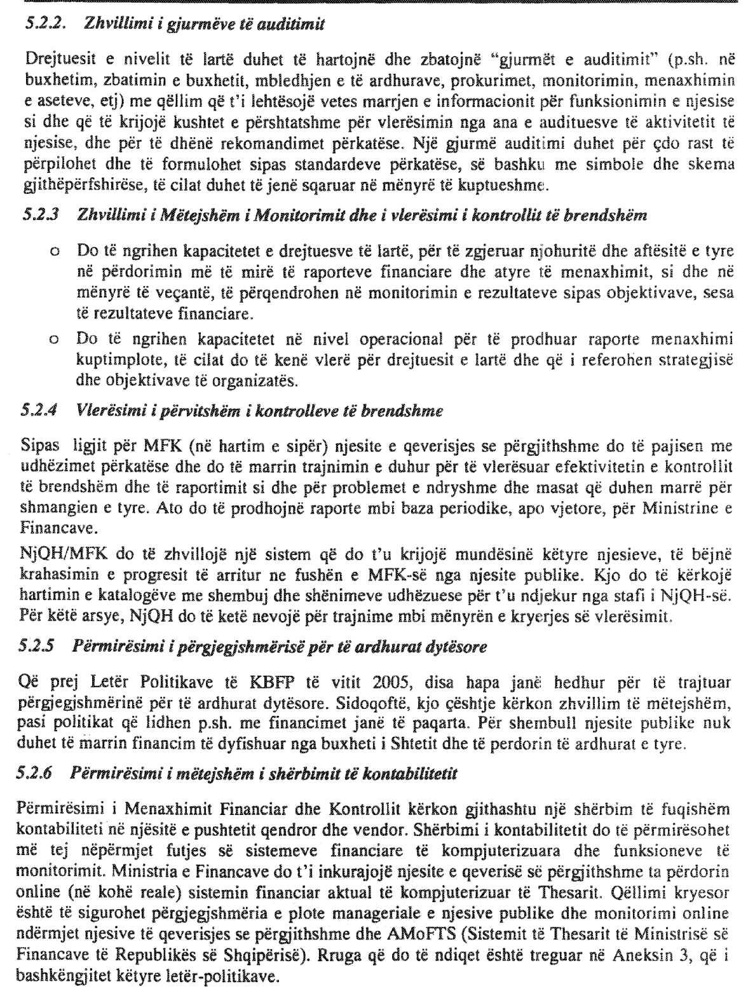 5.2.2. Zhvillimi i gjurmëve të auditimit
Drejtuesit e nivelit të lartë duhet të hartojnë dhe zbatojnë “gjurmët e auditimit” (p.sh. në
buxhetim, zbatimin e buxhetit, mbledhjen e të ardhurave, prokurimet, monitorimin, menaxhimin
e aseteve, etj) me qëllim që t’i lehtësojë vetes marrjen e informacionit për funksionimin e njesise
si dhe që të krijojë kushtet e përshtatshme për vlerësimin nga ana e audituesve të aktivitetit të
njesise, dhe për të dhënë rekomandimet përkatëse. Një gjurmë auditimi duhet për çdo rast të
përpilohet dhe të formulohet sipas standardeve përkatëse, së bashku me simbole dhe skema
gjithëpërfshirëse, të cilat duhet të jenë sqaruar në mënyrë të kuptueshme.
5.2.3 Zhvillimi i Mëtejshëm i Monitorimit dhe i vlerësimi i kontrollit të brendshëm
o Do të ngrihen kapacitetet e drejtuesve të lartë, për të zgjeruar njohuritë dhe aftësitë e tyre
në përdorimin më të mirë të raporteve financiare dhe atyre të menaxhimit, si dhe në
mënyrë të veçantë, të përqendrohen në monitorimin e rezultateve sipas objektivave, sesa
të rezultateve financiare.
o Do të ngrihen kapacitetet në nivel operacional për të prodhuar raporte menaxhimi
kuptimplote, të cilat do të kenë vlerë për drejtuesit e lartë dhe që i referohen strategjisë
dhe objektivave të organizatës.
5.2.4 Vlerësimi i përvitshëm i kontrolleve të brendshme
Sipas ligjit për MFK (në hartim e sipër) njesite e qeverisjes se përgjithshme do të pajisen me
udhëzimet përkatëse dhe do të marrin trajnimin e duhur për të vlerësuar efektivitetin e kontrollit
të brendshëm dhe të raportimit si dhe për problemet e ndryshme dhe masat që duhen marrë për
shmangien e tyre. Ato do të prodhojnë raporte mbi baza periodike, apo vjetore, për Ministrine e
Financave.
NjQH/MFK do të zhvillojë një sistem që do t’u krijojë mundësinë këtyre njesieve, të bëjnë
krahasimin e progresit të arritur ne fushën e MFK-së nga njesite publike. Kjo do të kërkojë
hartimin e katalogëve me shembuj dhe shënimeve udhëzuese për t’u ndjekur nga stafi i NjQH-së.
Për këtë arsye, NjQH do të ketë nevojë për trajnime mbi mënyrën e kryerjes së vlerësimit.
5.2.5 Përmirësimi i përgjegjshmërisë për të ardhurat dytësore
Që prej Letër Politikave të KBFP të vitit 2005, disa hapa janë hedhur për të trajtuar
përgjegjshmërinë për të ardhurat dytësore. Sidoqoftë, kjo çështje kërkon zhvillim të mëtejshëm,
pasi politikat që lidhen p.sh. me financimet janë të paqarta. Për shembull njesite publike nuk
duhet të marrin financim të dyfishuar nga buxheti i Shtetit dhe të perdorin të ardhurat e tyre.
5.2.6 Përmirësimi i mëtejshëm i shërbimit të kontabilitetit
Përmirësimi i Menaxhimit Financiar dhe Kontrollit kërkon gjithashtu një shërbim të fuqishëm
kontabiliteti në njësitë e pushtetit qendror dhe vendor. Shërbimi i kontabilitetit do të përmirësohet
më tej nëpërmjet futjes së sistemeve financiare të kompjuterizuara dhe funksioneve të
monitorimit. Ministria e Financave do t’i inkurajojë njesite e qeverisë së përgjithshme ta përdorin
online (në kohë reale) sistemin financiar aktual të kompjuterizuar të Thesarit. Qëllimi kryesor
është të sigurohet përgjegjshmëria e plote manageriale e njesive publike dhe monitorimi online
ndërmjet njesive të qeverisjes se përgjithshme dhe AMoFTS (Sistemit të Thesarit të Ministrisë së
Financave të Republikës së Shqipërisë). Rruga që do të ndiqet është treguar në Aneksin 3, që i
bashkëngjitet këtyre letër-politikave.